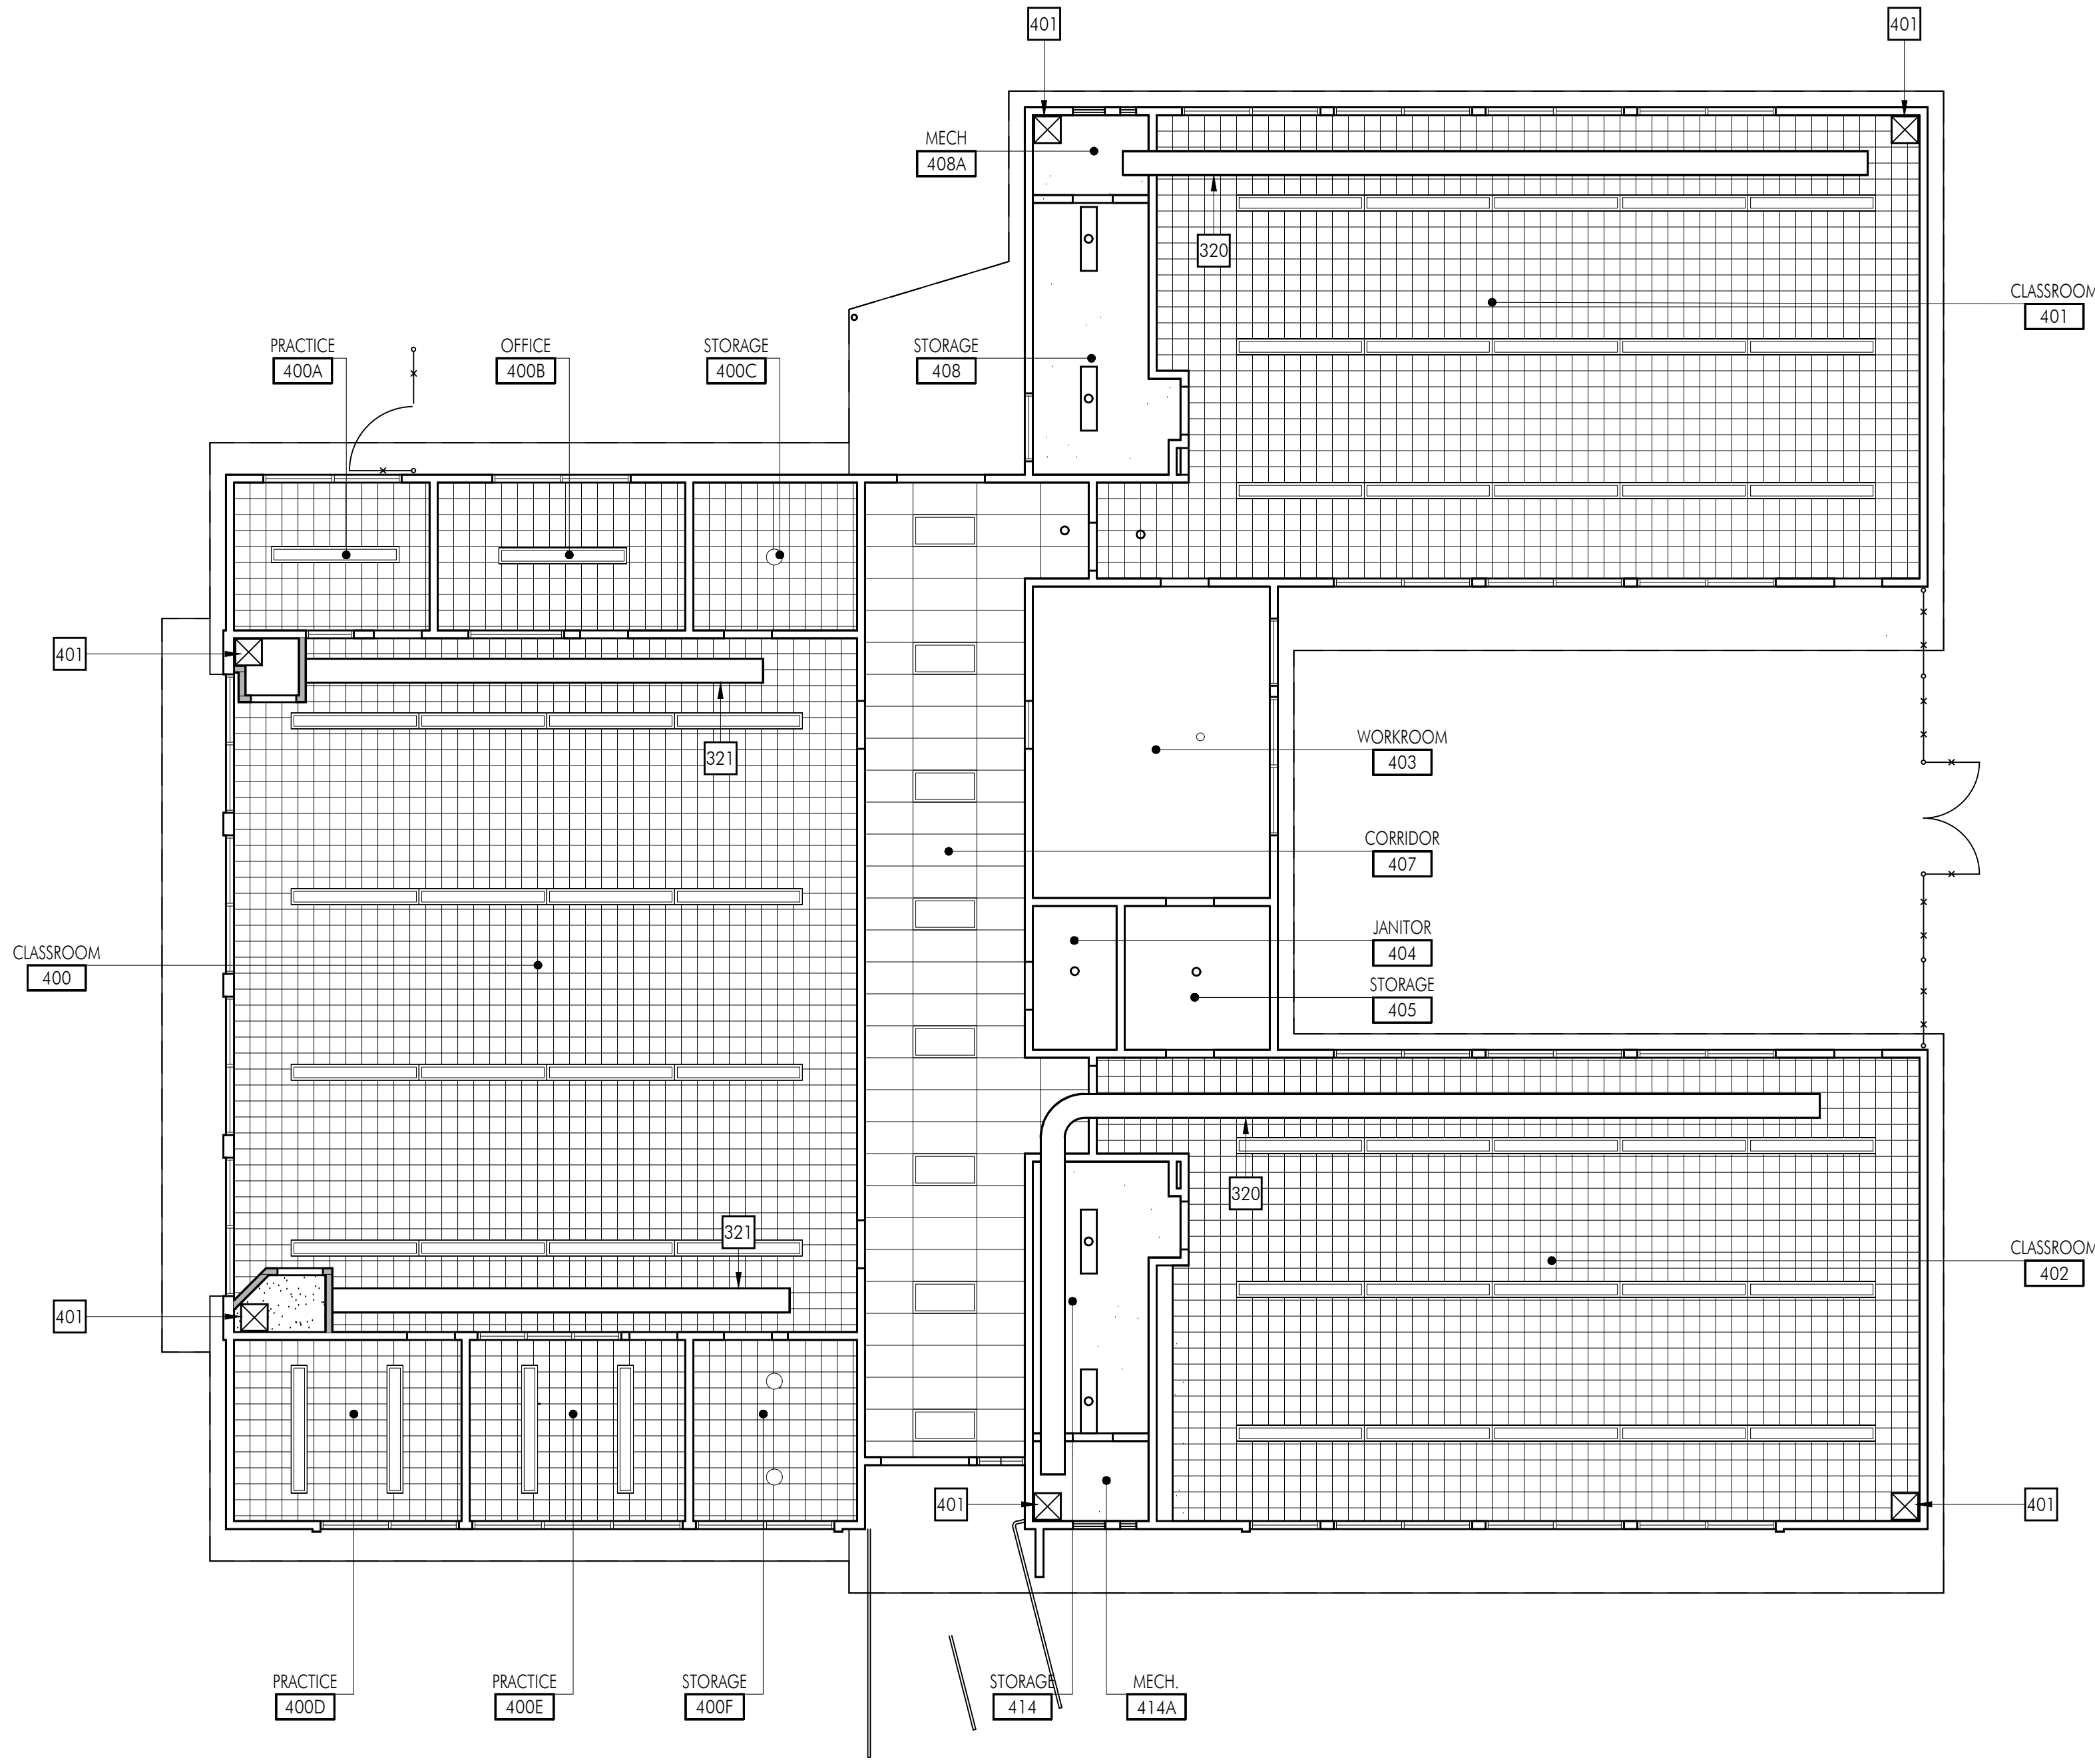 401
401
MECH
408A
320
CLASSROOM
401
PRACTICE
400A
OFFICE
400B
STORAGE
400C
STORAGE
408
401
321
WORKROOM
403
CORRIDOR
407
JANITOR
404
STORAGE
405
CLASSROOM
400
320
321
CLASSROOM
402
401
401
401
PRACTICE
400D
PRACTICE
400E
STORAGE
400F
STORAGE
414
MECH.
414A